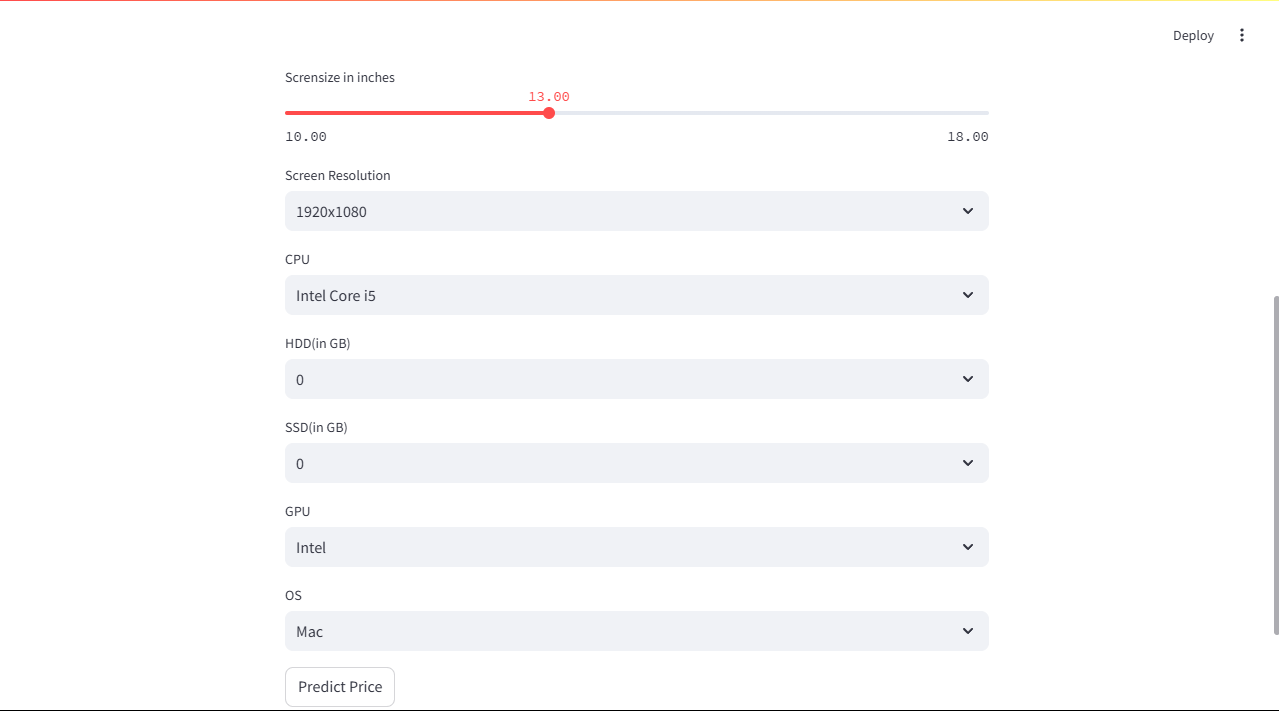 Deploy
Scrensize in inches
13.00
10.00 18.00
Screen Resolution
1920x1080
CPU
Intel Core i5
HDD(in GB)
0
SSD(in GB)
0
GPU
Intel
OS
Mac
Predict Price